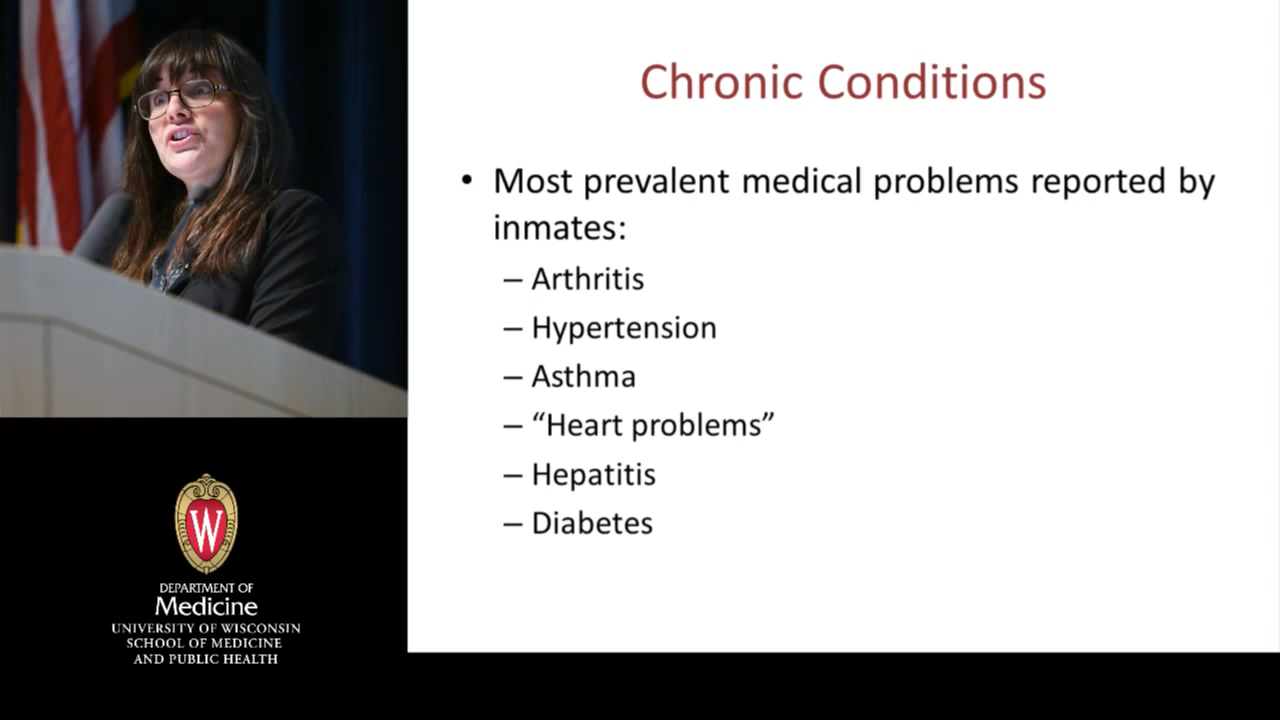 Chronic Conditions
• Most prevalent medical problems reported by
inmates:
– Arthritis
– Hypertension
– Asthma
– “Heart problems”
– Hepatitis
– Diabetes
W
DEPARTMENT OF
Medicine
UNIVERSITY OF WISCONSIN
SCHOOL OF MEDICINE
AND PUBLIC HEALTH